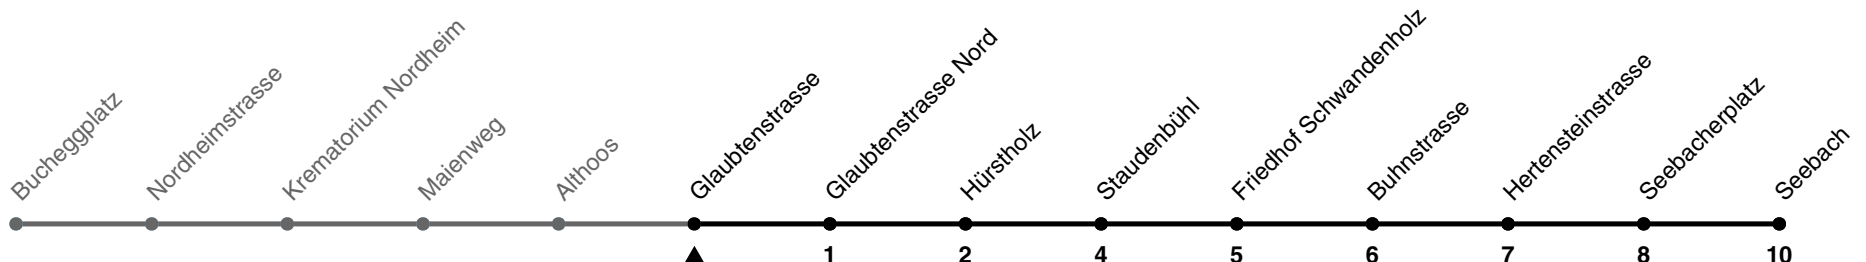 Bucheggplatz
Nordheimstrasse
Krematorium Nordheim
Maienweg
Althoos
Glaubtenstrasse
Glaubtenstrasse Nord
Hürstholz
Staudenbühl
Friedhof Schwandenholz
Buhnstrasse
Hertensteinstrasse
Seebacherplatz
Seebach
1 2 4 5 6 7 8 10